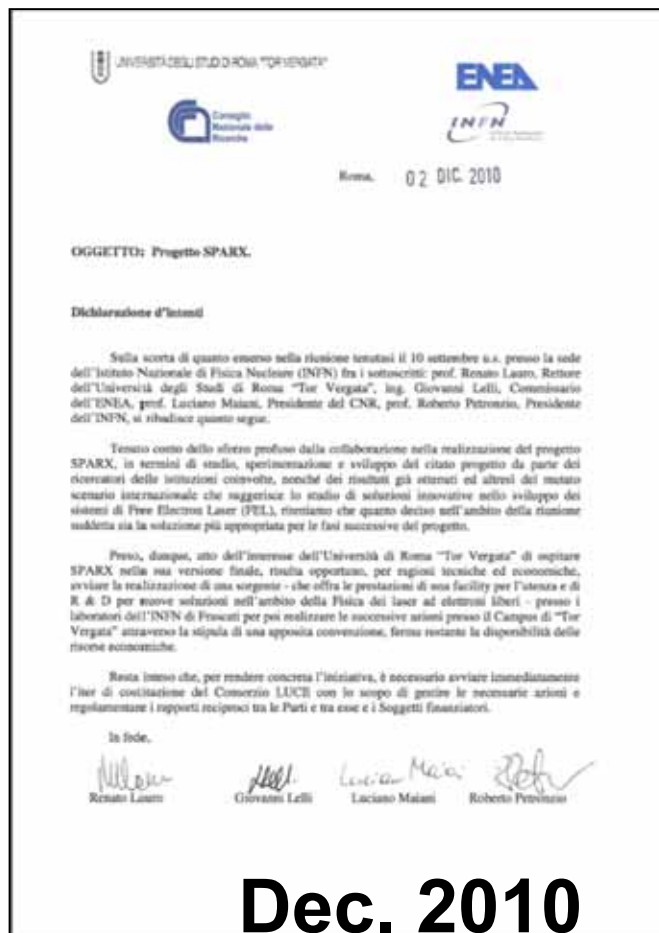 UNIVERSITÀ DEGLI STUDI DI ROMA "TOR VERGATA"
ENEA
Consiglio
Nazionale delle
Ricerche
INFN
Roma, 02 DIC. 2010
OGGETTO: Progetto SPARX.
Dichiarazione d'Intenti
Sulla scorta di quanto emerso nella riunione tenutasi il 10 settembre u.s. presso la sede
dell'Istituto Nazionale di Fisica Nucleare (INFN) fra i sottoscritti: prof. Renato Lauro, Rettore
dell'Università degli Studi di Roma "Tor Vergata", ing. Giovanni Lelli, Commissario
dell'ENEA, prof. Luciano Maiani, Presidente del CNR, prof. Roberto Petronzio, Presidente
dell'INFN, si ribadisce quanto segue.
Tenuto conto dello sforzo profuso dalla collaborazione nella realizzazione del progetto
SPARX, in termini di studio, sperimentazione e sviluppo del citato progetto da parte dei
ricercatori delle istituzioni coinvolte, nonché dei risultati già ottenuti ed altresì del mutato
scenario internazionale che suggerisce lo studio di soluzioni innovative nello sviluppo dei
sistemi di Free Electron Laser (FEL), riteniamo che quanto deciso nell'ambito della riunione
suddetta sia la soluzione più appropriata per le fasi successive del progetto.
Preso, dunque, atto dell'interesse dell'Università di Roma "Tor Vergata" di ospitare
SPARX nella sua versione finale, risulta opportuno, per ragioni tecniche ed economiche,
avviare la realizzazione di una sorgente - che offra le prestazioni di una facility per l'utenza e di
R & D per nuove soluzioni nell'ambito della Fisica dei laser ad elettroni liberi - presso i
laboratori dell'INFN di Frascati per poi realizzare le successive azioni presso il Campus di "Tor
Vergata" attraverso la stipula di una apposita convenzione, ferma restante la disponibilità delle
risorse economiche.
Resta inteso che, per rendere concreta l'iniziativa, è necessario avviare immediatamente
l'iter di costituzione del Consorzio LUCE con lo scopo di gestire le necessarie azioni e
regolamentare i rapporti reciproci tra le Parti e tra esse e i Soggetti finanziatori.
In fede,
Renato Lauro Giovanni Lelli Luciano Maiani Roberto Petronzio
Dec, 2010